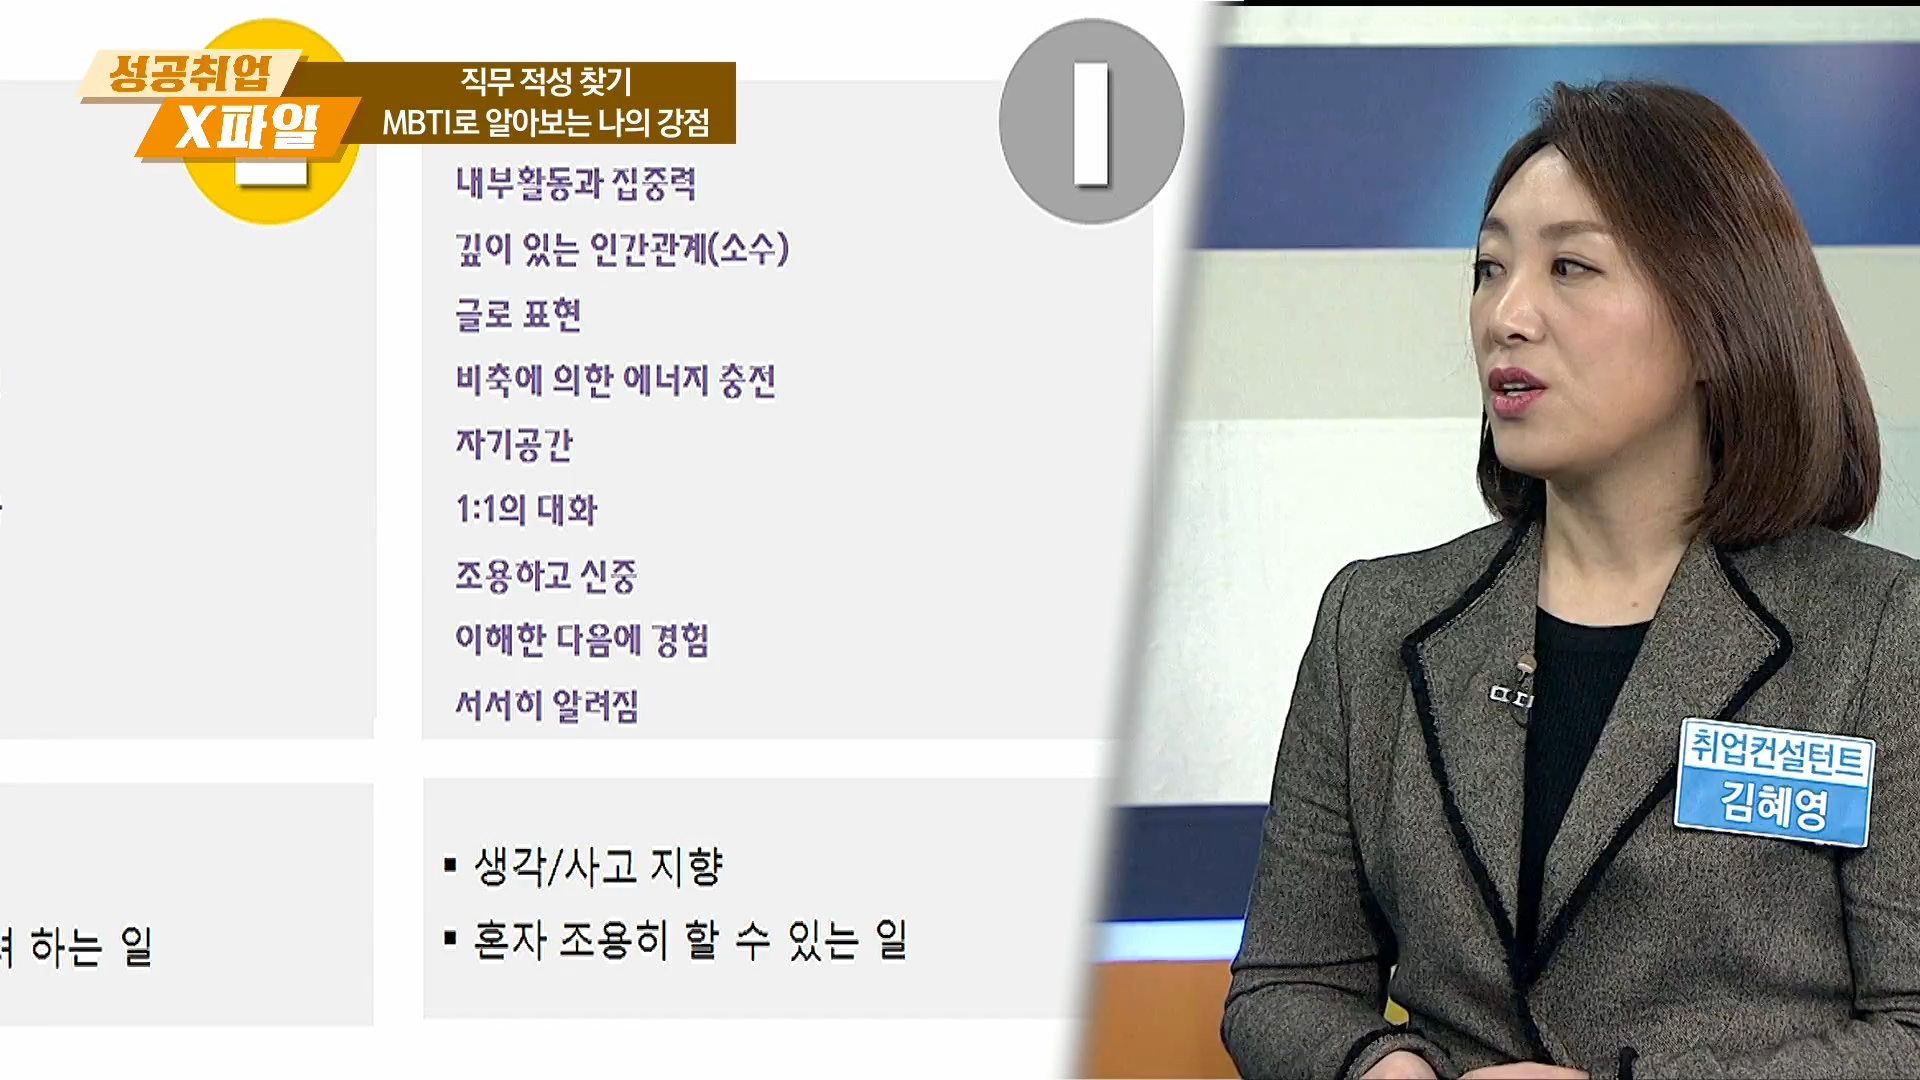 성공취업
X파일
직무 적성 찾기
MBTI로 알아보는 나의 강점
I
내부활동과 집중력
깊이 있는 인간관계(소수)
글로 표현
비축에 의한 에너지 충전
자기공간
1:1의 대화
조용하고 신중
이해한 다음에 경험
서서히 알려짐
하는 일
▪ 생각/사고 지향
▪ 혼자 조용히 할 수 있는 일
취업컨설턴트
김혜영